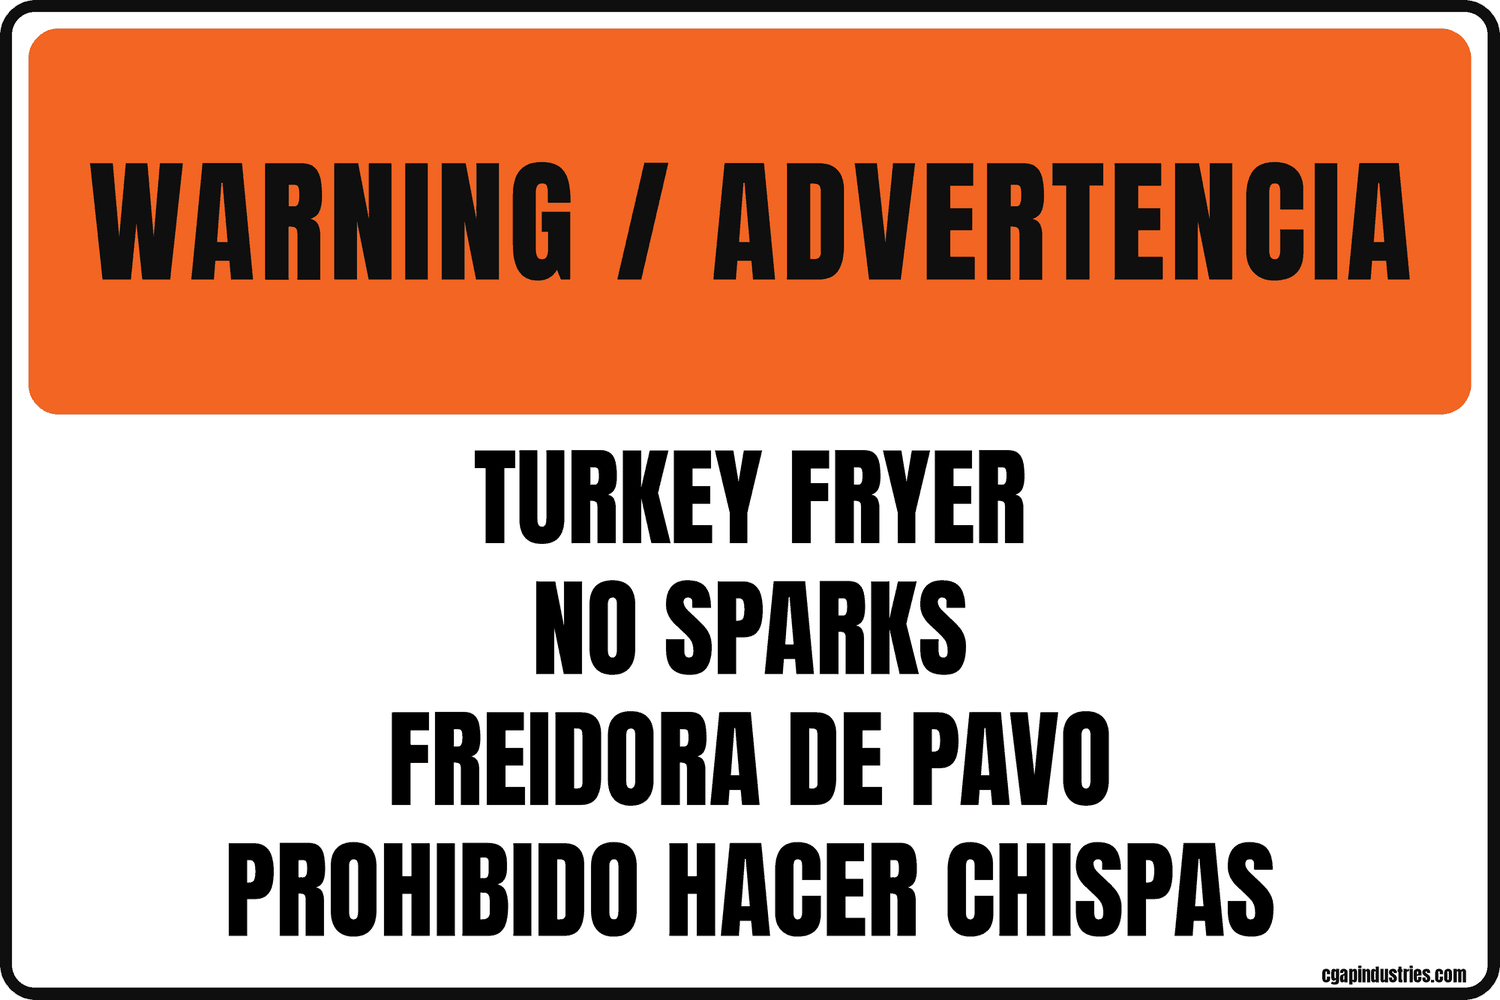 WARNING / ADVERTENCIA
TURKEY FRYER
NO SPARKS
FREIDORA DE PAVO
PROHIBIDO HACER CHISPAS
cgapindustries.com